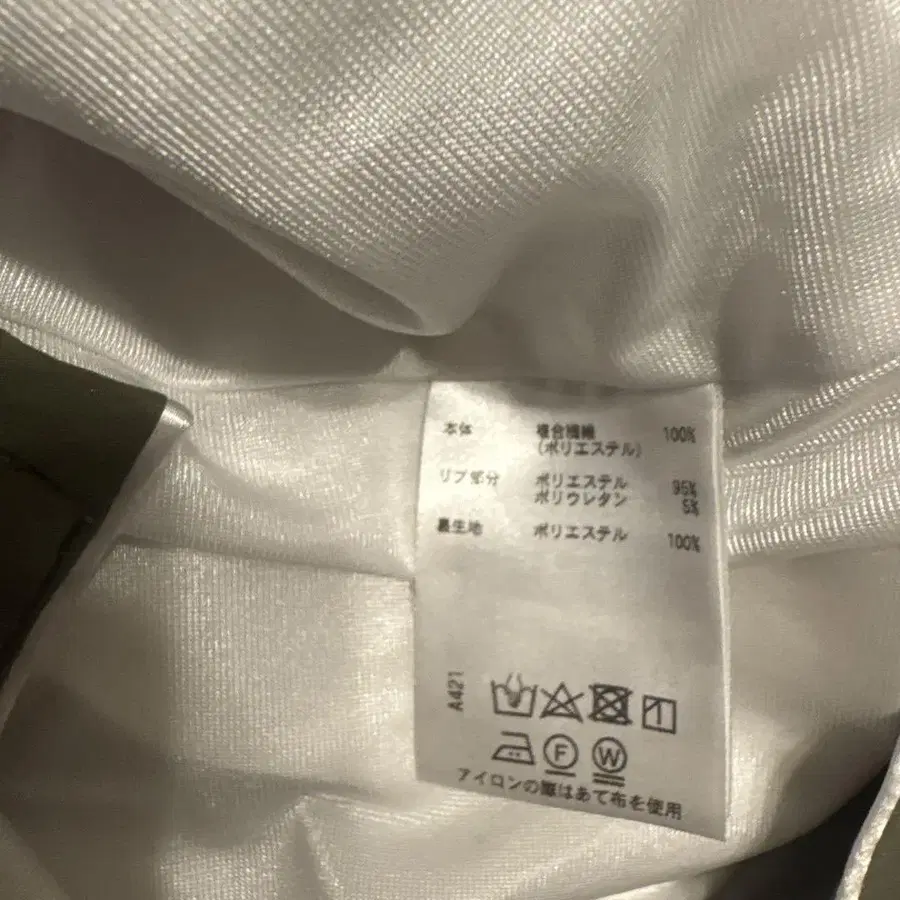 本体 複合繊維 100%
(ポリエステル)
リブ部分 ポリエステル 95%
ポリウレタン 5%
裏生地 ポリエステル 100%
A421
F W
アイロンの際はあて布を使用